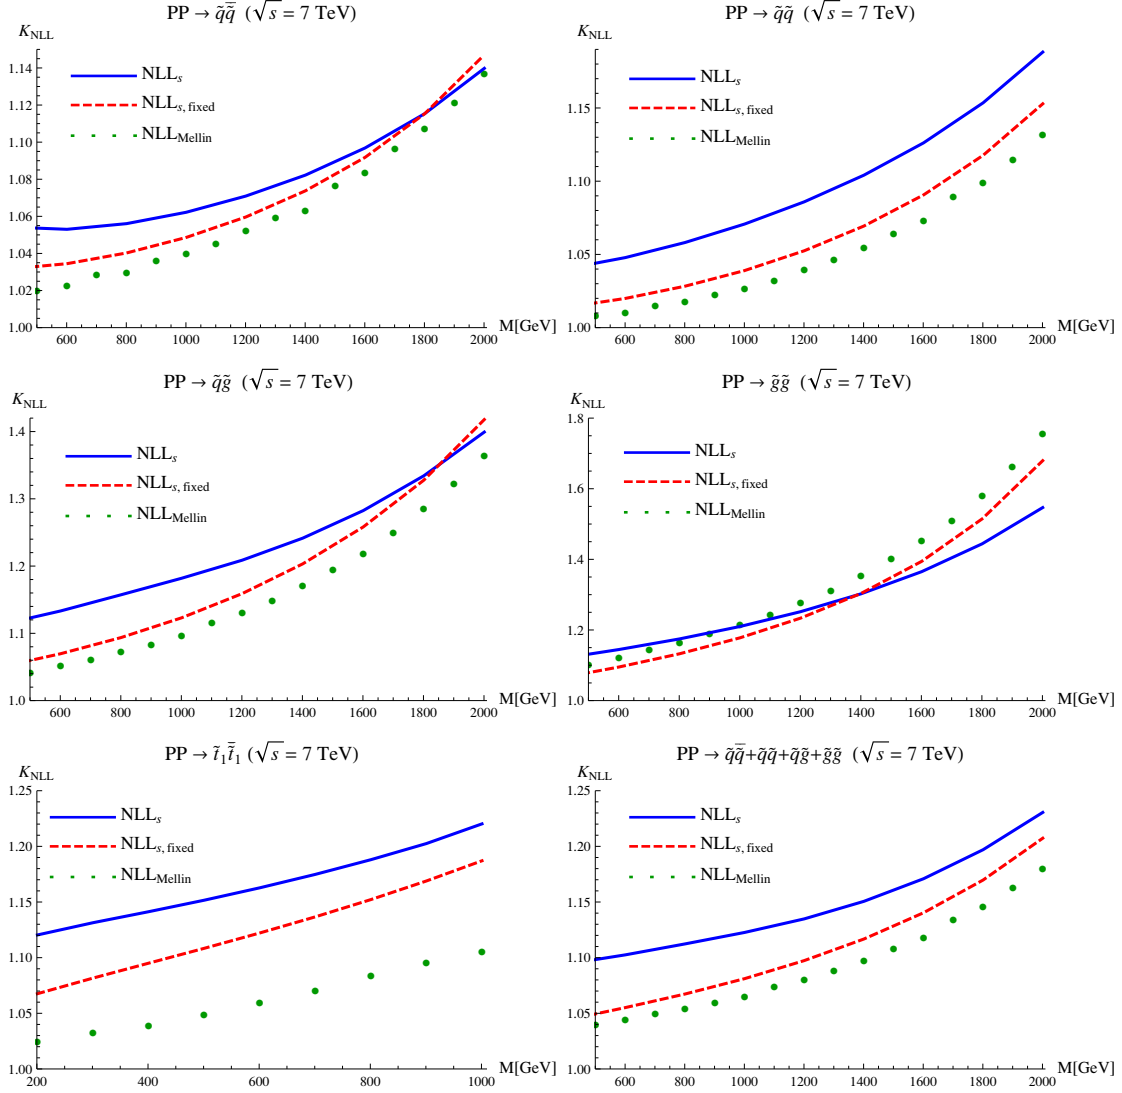 PP → q̃q̃̄ (√s = 7 TeV)
K_NLL
NLL_s
NLL_s, fixed
NLL_Mellin
1.14
1.12
1.10
1.08
1.06
1.04
1.02
1.00
600 800 1000 1200 1400 1600 1800 2000
M[GeV]
PP → q̃q̃ (√s = 7 TeV)
K_NLL
NLL_s
NLL_s, fixed
NLL_Mellin
1.15
1.10
1.05
1.00
600 800 1000 1200 1400 1600 1800 2000
M[GeV]
PP → q̃g̃ (√s = 7 TeV)
K_NLL
NLL_s
NLL_s, fixed
NLL_Mellin
1.4
1.3
1.2
1.1
1.0
600 800 1000 1200 1400 1600 1800 2000
M[GeV]
PP → g̃g̃ (√s = 7 TeV)
K_NLL
NLL_s
NLL_s, fixed
NLL_Mellin
1.8
1.6
1.4
1.2
1.0
600 800 1000 1200 1400 1600 1800 2000
M[GeV]
PP → t̃₁t̃̄₁ (√s = 7 TeV)
K_NLL
NLL_s
NLL_s, fixed
NLL_Mellin
1.25
1.20
1.15
1.10
1.05
1.00
200 400 600 800 1000
M[GeV]
PP → q̃q̃̄+q̃q̃+q̃g̃+g̃g̃ (√s = 7 TeV)
K_NLL
NLL_s
NLL_s, fixed
NLL_Mellin
1.25
1.20
1.15
1.10
1.05
1.00
600 800 1000 1200 1400 1600 1800 2000
M[GeV]